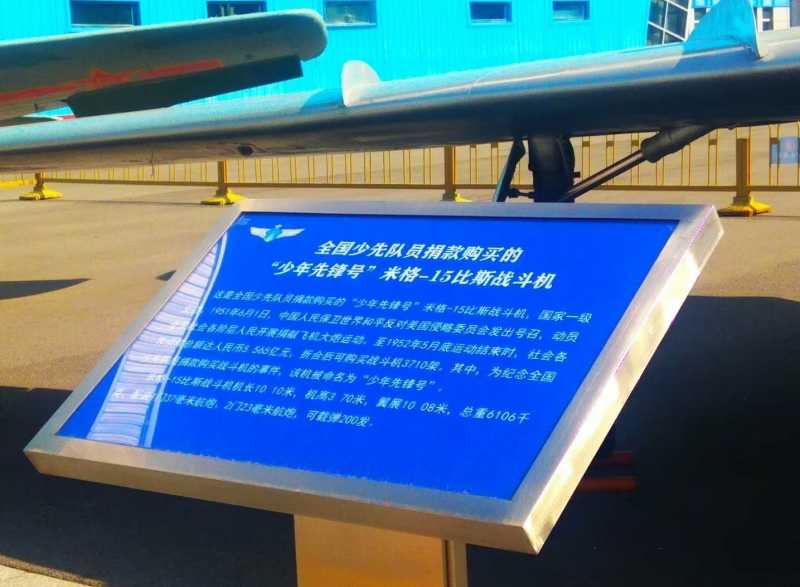 全国少先队员捐款购买的
“少年先锋号”米格-15比斯战斗机
这是全国少先队员捐款购买的“少年先锋号”米格-15比斯战斗机,国家一级
1951年6月1日,中国人民保卫世界和平反对美国侵略委员会发出号召,动员
社会各阶层人民开展捐献飞机大炮运动。至1952年5月底运动结束时,社会各
总额达人民币5 565亿元,折合后可购买战斗机3710架。其中,为纪念全国
捐款购买战斗机的事件,该机被命名为“少年先锋号”。
-15比斯战斗机机长10 10米,机高3 70米,翼展10 08米,总重6106千
37毫米航炮,2门23毫米航炮,可载弹200发。